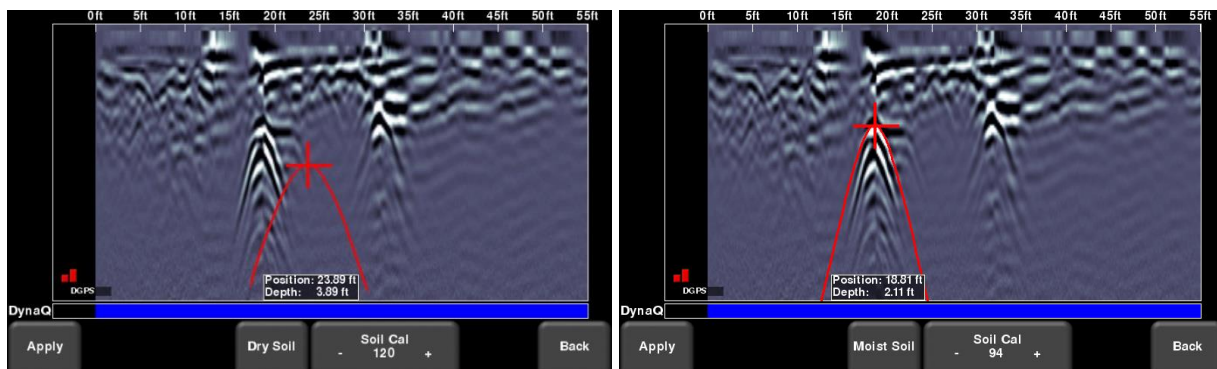 0ft 5ft 10ft 15ft 20ft 25ft 30ft 35ft 40ft 45ft 50ft 55ft
Position: 23.89 ft
Depth: 3.89 ft
DGPS
DynaQ
Apply
Dry Soil
Soil Cal
- 120 +
Back
0ft 5ft 10ft 15ft 20ft 25ft 30ft 35ft 40ft 45ft 50ft 55ft
Position: 18.81 ft
Depth: 2.11 ft
DGPS
DynaQ
Apply
Moist Soil
Soil Cal
- 94 +
Back